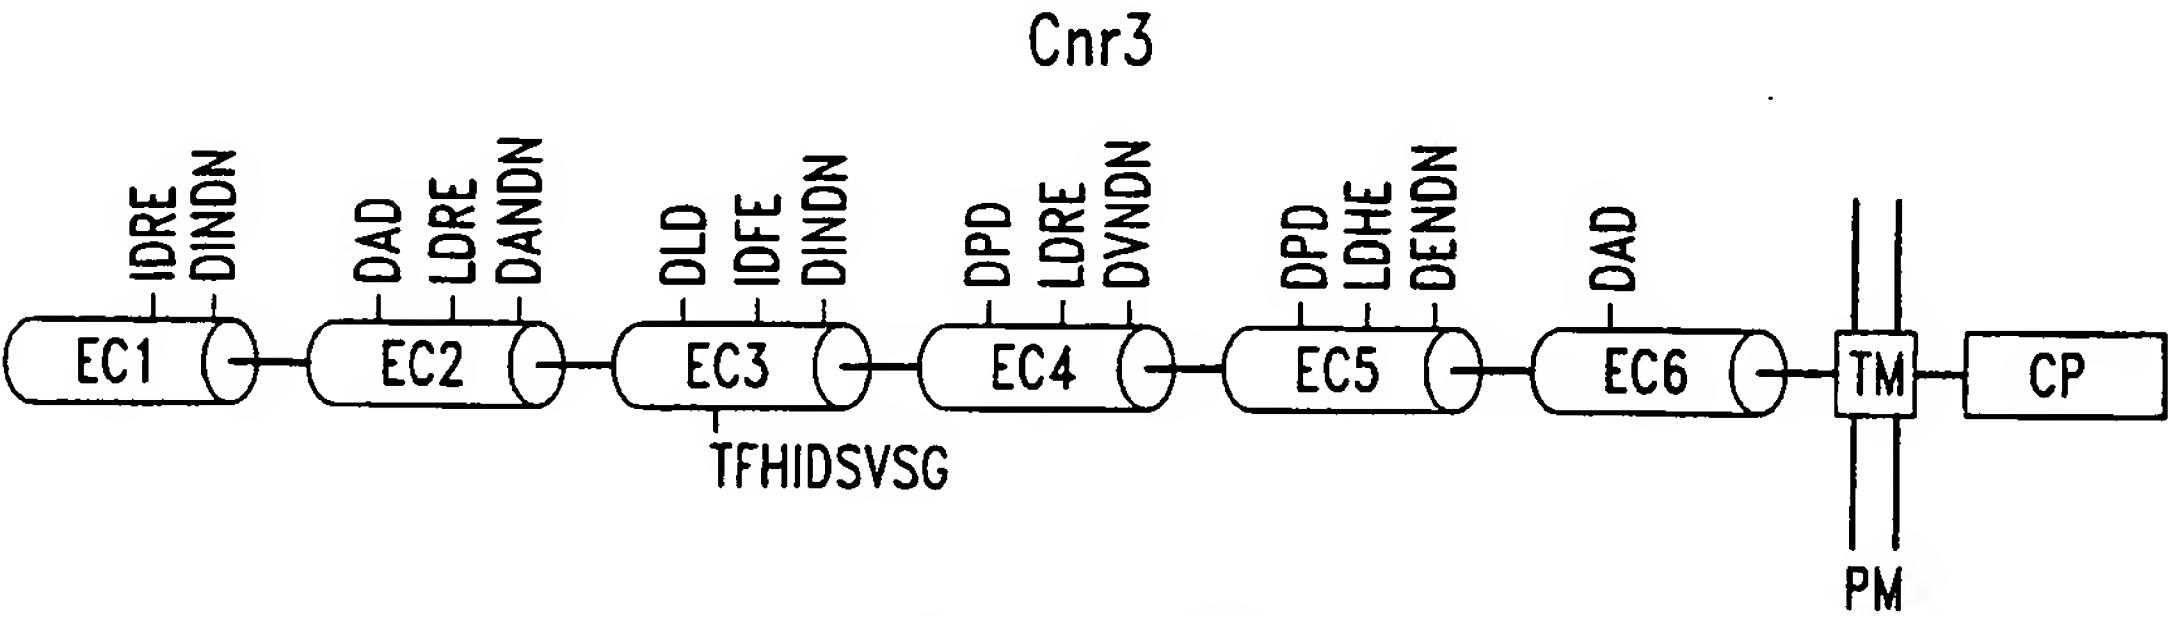 Cnr3
IDRE
DINDN
DAD
LDRE
DANDN
DLD
IDFE
DINDN
DPD
LDRE
DVNDN
DPD
LDHE
DENDN
DAD
EC1
EC2
EC3
EC4
EC5
EC6
TM
CP
TFHIDSVSG
PM